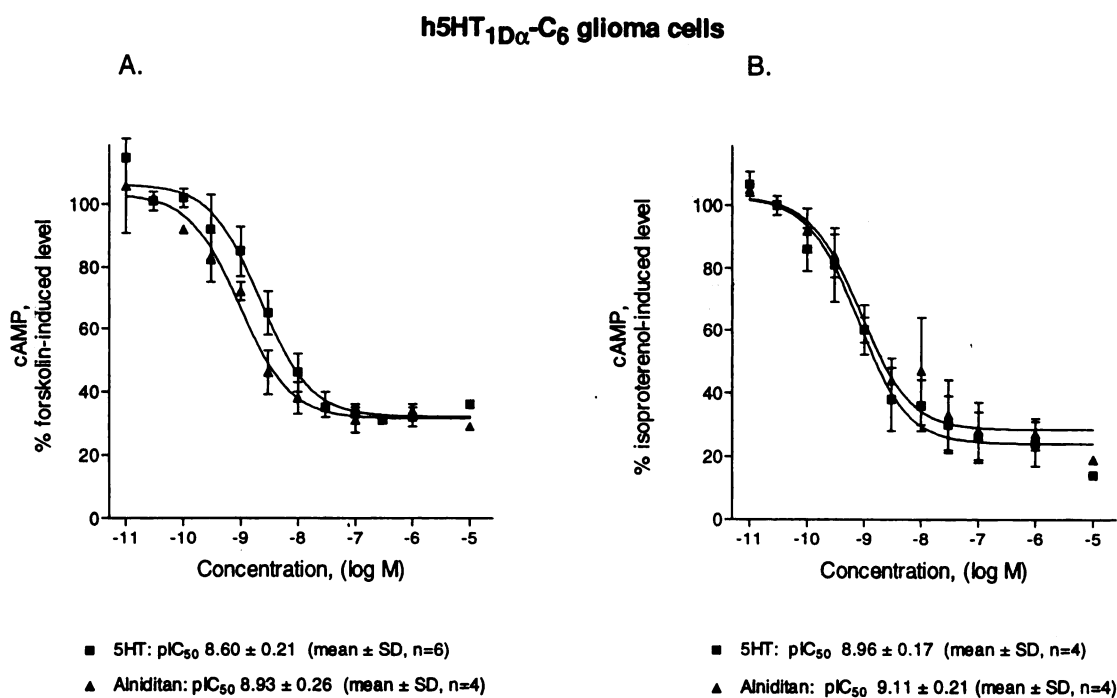 h5HT1Dα-C6 glioma cells
A.
B.
cAMP,
% forskolin-induced level
100
80
60
40
20
0
-11 -10 -9 -8 -7 -6 -5
Concentration, (log M)
cAMP,
% isoproterenol-induced level
100
80
60
40
20
0
-11 -10 -9 -8 -7 -6 -5
Concentration, (log M)
■ 5HT: pIC50 8.60 ± 0.21 (mean ± SD, n=6)
▲ Alniditan: pIC50 8.93 ± 0.26 (mean ± SD, n=4)
■ 5HT: pIC50 8.96 ± 0.17 (mean ± SD, n=4)
▲ Alniditan: pIC50 9.11 ± 0.21 (mean ± SD, n=4)